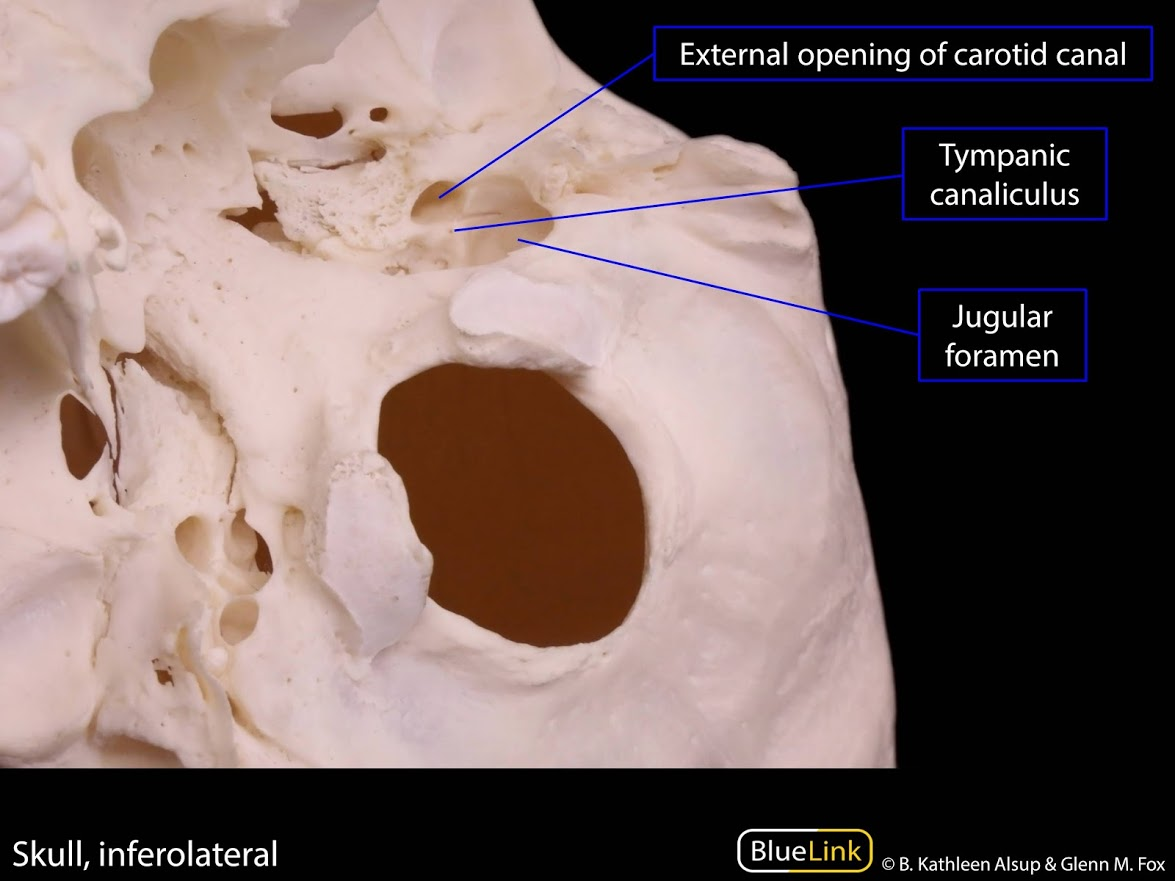 External opening of carotid canal
Tympanic
canaliculus
Jugular
foramen
Skull, inferolateral
BlueLink
© B. Kathleen Alsup & Glenn M. Fox